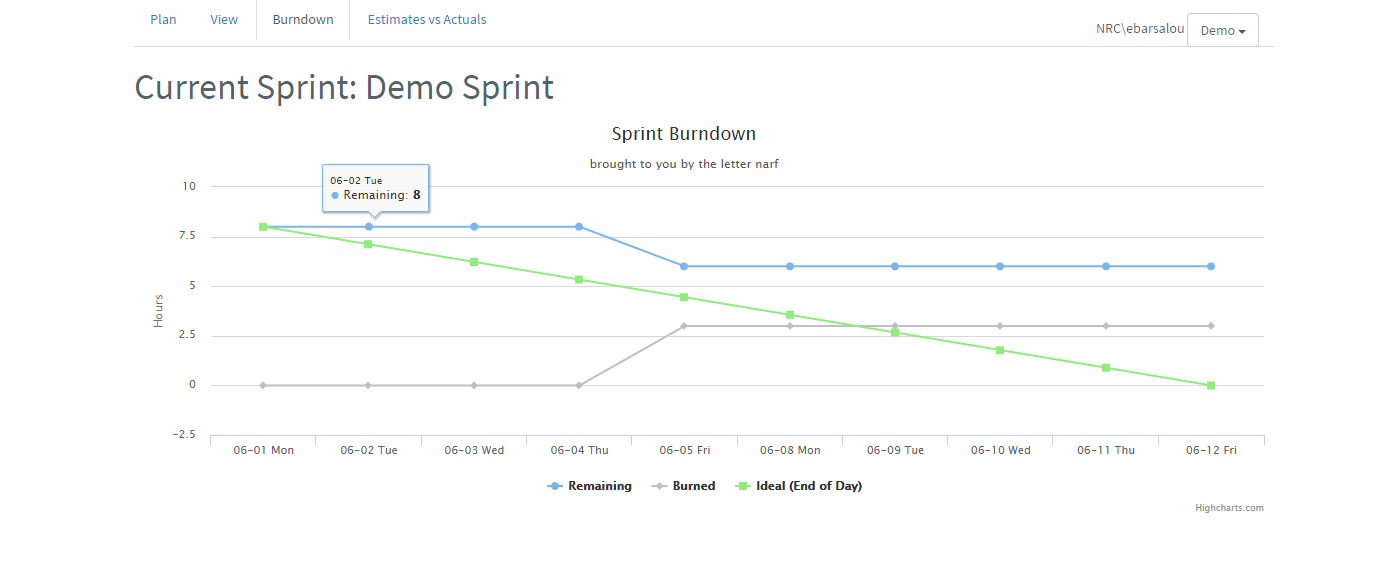 Plan View Burndown Estimates vs Actuals
NRC\ebarsalou Demo
Current Sprint: Demo Sprint
Sprint Burndown
brought to you by the letter narf
06-02 Tue
Remaining: 8
10
7.5
5
2.5
0
-2.5
Hours
06-01 Mon 06-02 Tue 06-03 Wed 06-04 Thu 06-05 Fri 06-08 Mon 06-09 Tue 06-10 Wed 06-11 Thu 06-12 Fri
Remaining Burned Ideal (End of Day)
Highcharts.com